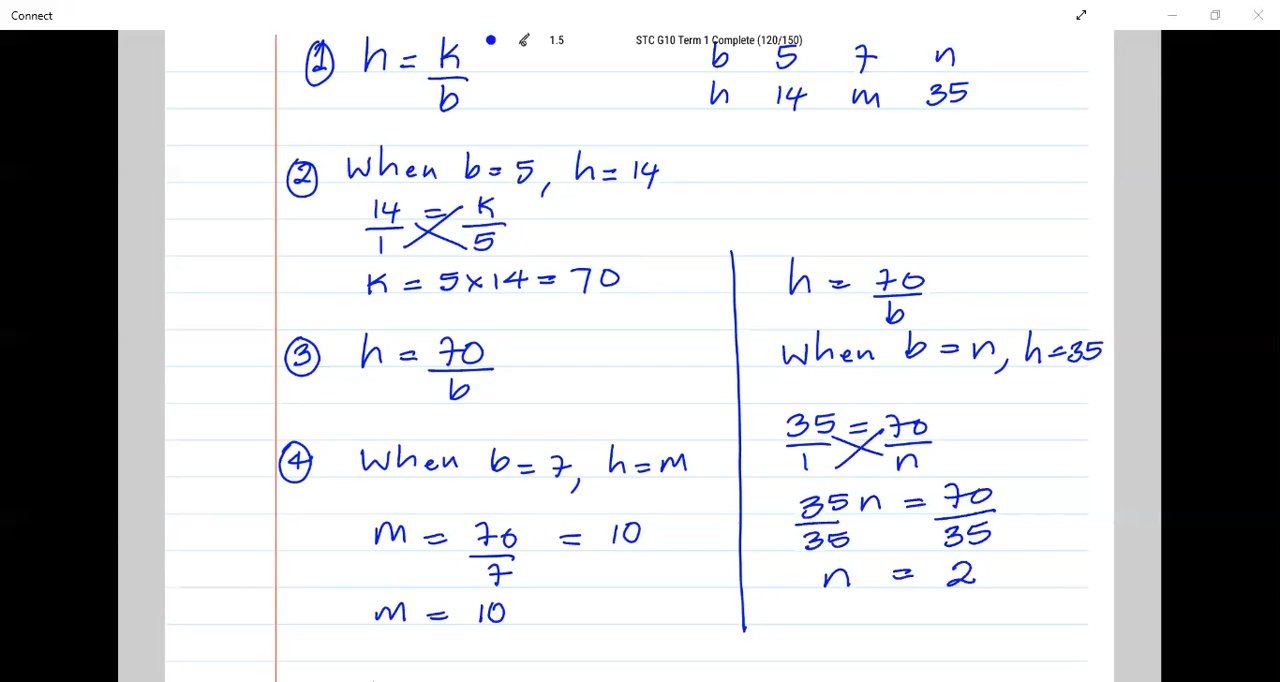 Connect
1.5 STC G10 Term 1 Complete (120/150)
① h = k/b
b 5 7 n
h 14 m 35
② When b = 5, h = 14
14/1 = k/5
k = 5 × 14 = 70
③ h = 70/b
④ When b = 7, h = m
m = 70/7 = 10
m = 10
h = 70/b
When b = n, h = 35
35/1 = 70/n
35n/35 = 70/35
n = 2